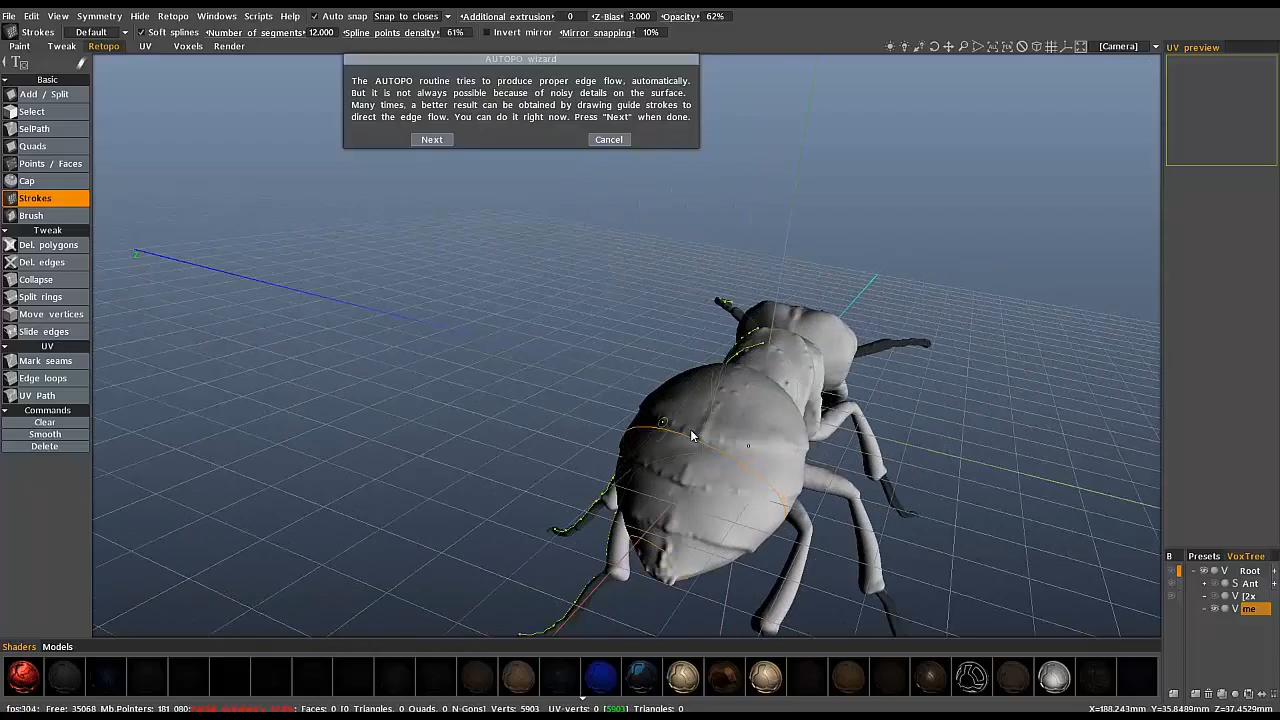 File Edit View Symmetry Hide Retopo Windows Scripts Help Auto snap Snap to closes Additional extrusion: 0 Z-Bias: 3.000 Opacity: 62%
Strokes Default Soft splines Number of segments: 12.000 Spline points density: 61% Invert mirror Mirror snapping: 10%
Paint Tweak Retopo UV Voxels Render [Camera] UV preview
AUTOPO wizard
The AUTOPO routine tries to produce proper edge flow, automatically.
But it is not always possible because of noisy details on the surface.
Many times, a better result can be obtained by drawing guide strokes to
direct the edge flow. You can do it right now. Press "Next" when done.
Next Cancel
Basic
Add / Split
Select
SelPath
Quads
Points / Faces
Cap
Strokes
Brush
Tweak
Del. polygons
Del. edges
Collapse
Split rings
Move vertices
Slide edges
UV
Mark seams
Edge loops
UV Path
Commands
Clear
Smooth
Delete
Z
B Presets VoxTree
V Root
S Ant
V [2x
V me
Shaders Models
fps:304; Free: 35068 Mb Pointers: 181 080; Faces: 0 [0 Triangles, 0 Quads, 0 N-Gons] Verts: 5903 UV-verts: 0 [5903] Triangles: 0 X=188.243mm Y=35.8489mm Z=37.4529mm